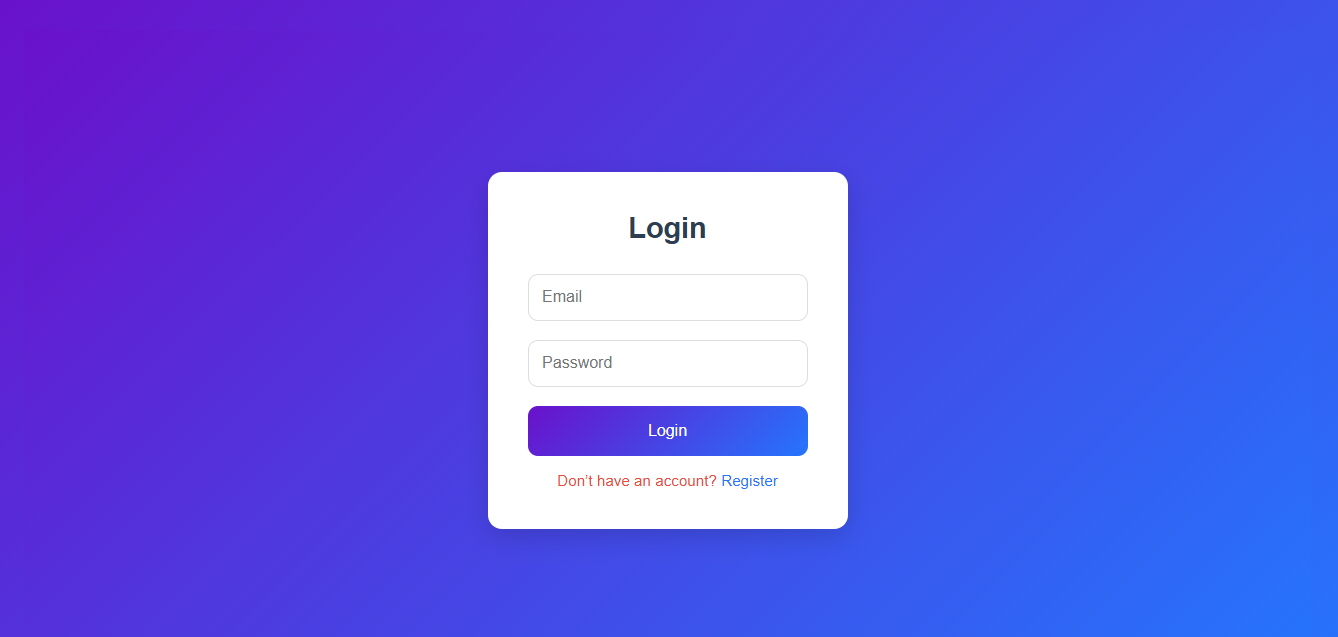 Login
Email
Password
Login
Don't have an account? Register